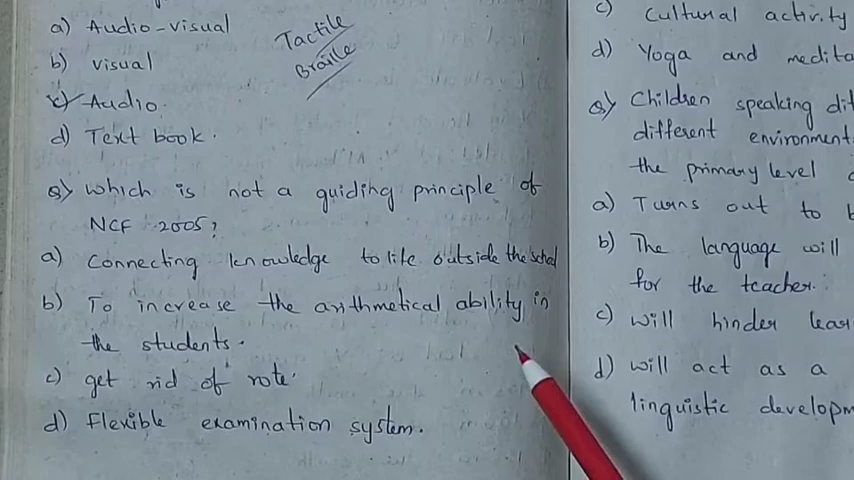 a) Audio-visual
b) visual
c) Audio.
d) Text book.
Tactile
Braille
Q) which is not a guiding principle of
NCF 2005?
a) Connecting knowledge to life outside the school
b) To increase the arithmetical ability in
the students.
c) get rid of rote.
d) Flexible examination system.
c) Cultural activity
d) Yoga and medita
Q) Children speaking dif
different environment
the primary level
a) Turns out to b
b) The language will
for the teacher.
c) will hinder lear
d) will act as a
linguistic developm